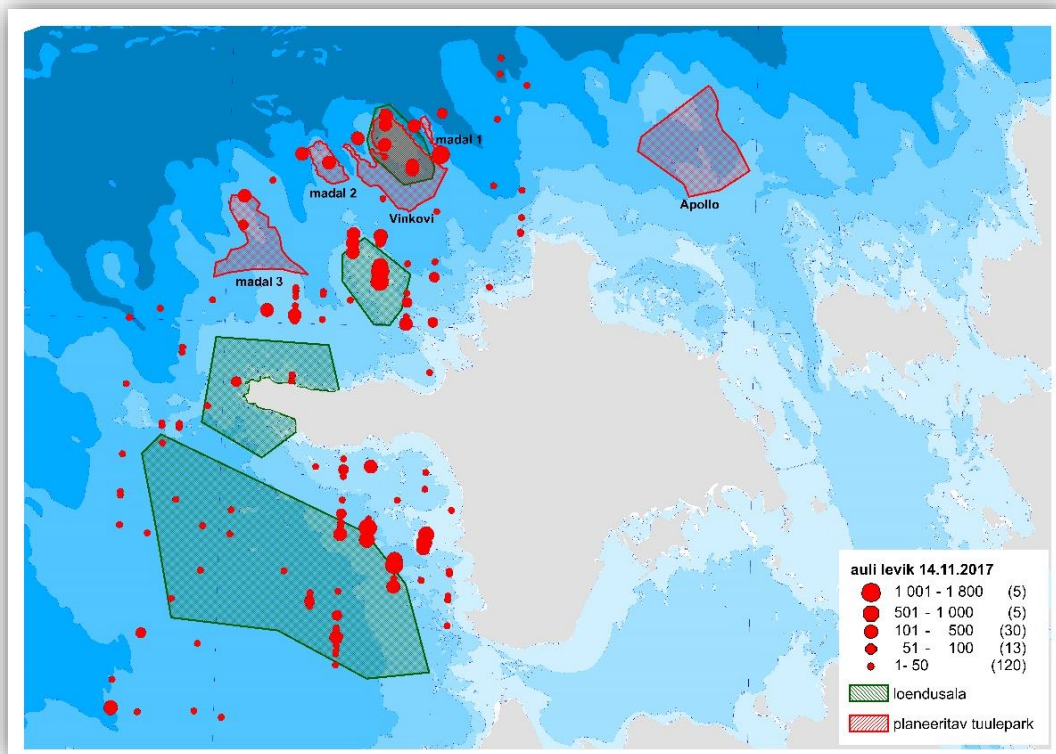 madal 1
madal 2
Vinkovi
Apollo
madal 3
auli levik 14.11.2017
1 001 - 1 800 (5)
501 - 1 000 (5)
101 - 500 (30)
51 - 100 (13)
1- 50 (120)
loendusala
planeeritav tuulepark